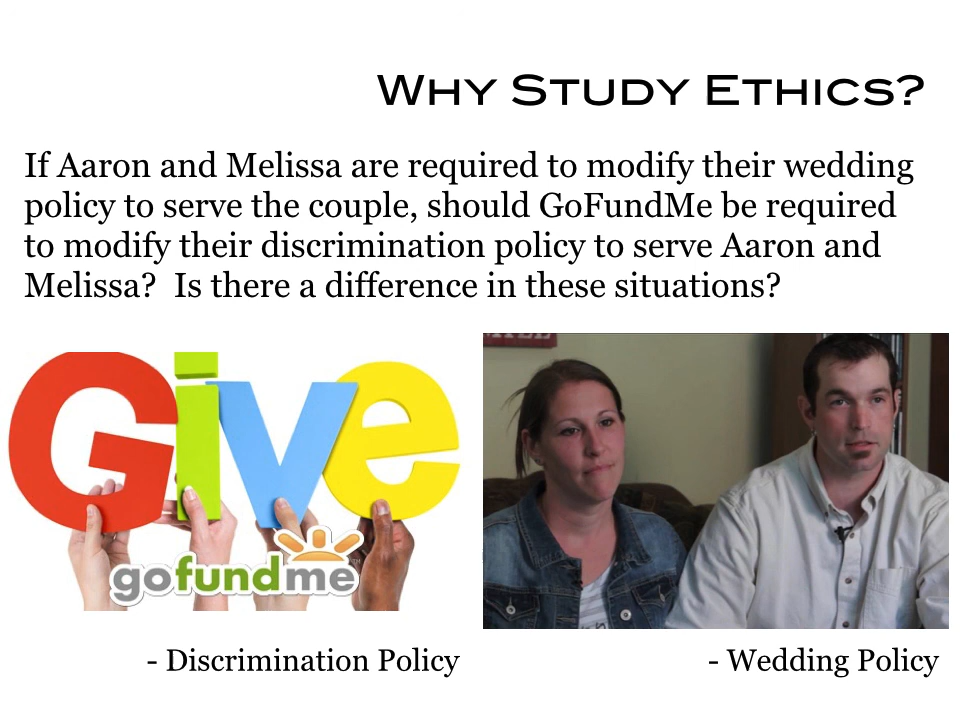 Why Study Ethics?
If Aaron and Melissa are required to modify their wedding
policy to serve the couple, should GoFundMe be required
to modify their discrimination policy to serve Aaron and
Melissa?  Is there a difference in these situations?
Give
gofundme
- Discrimination Policy
- Wedding Policy